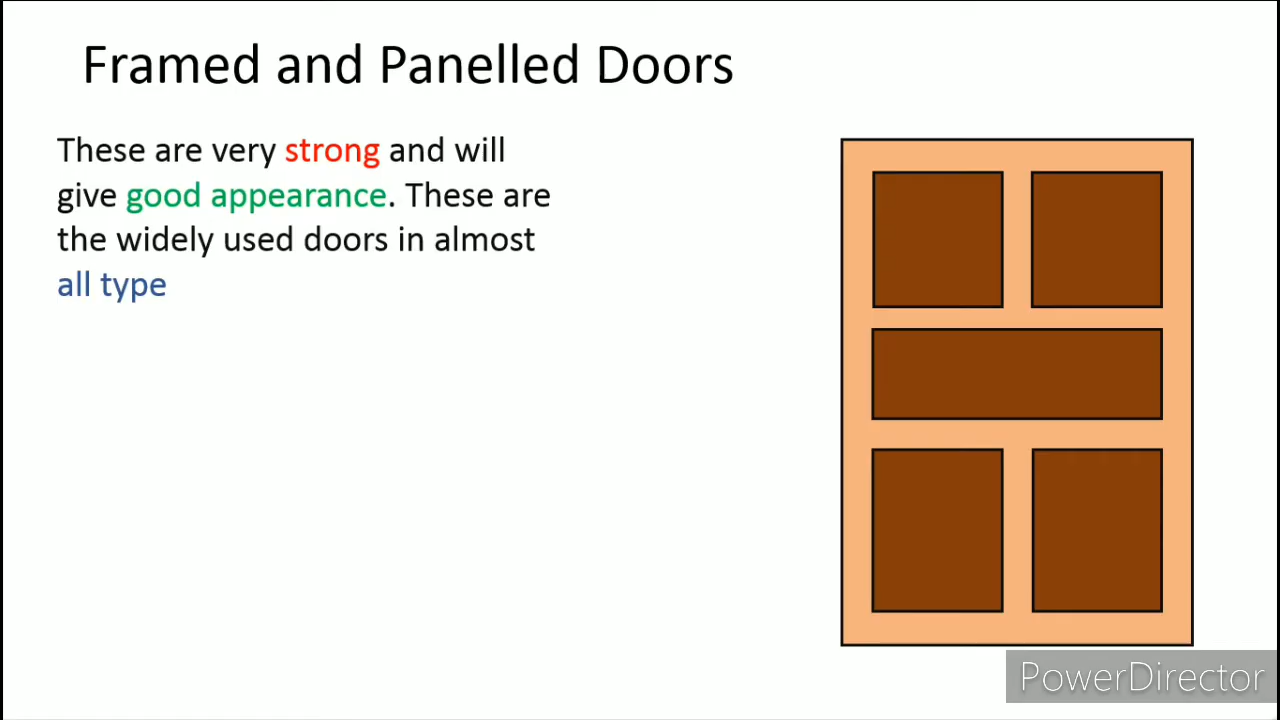 Framed and Panelled Doors
These are very strong and will
give good appearance. These are
the widely used doors in almost
all type
PowerDirector